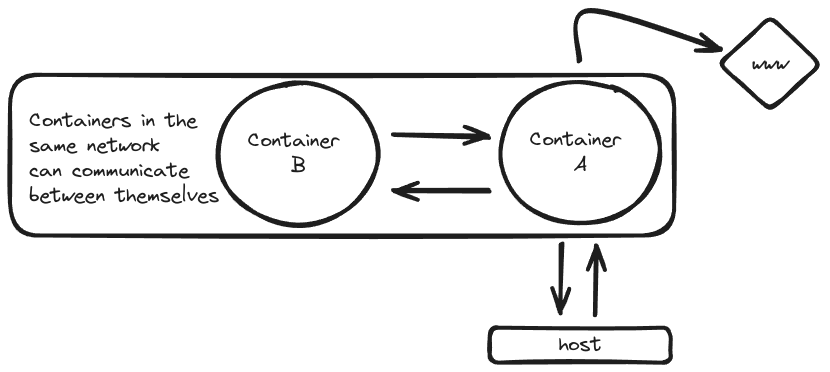 www
Containers in the
same network
can communicate
between themselves
Container
B
Container
A
host